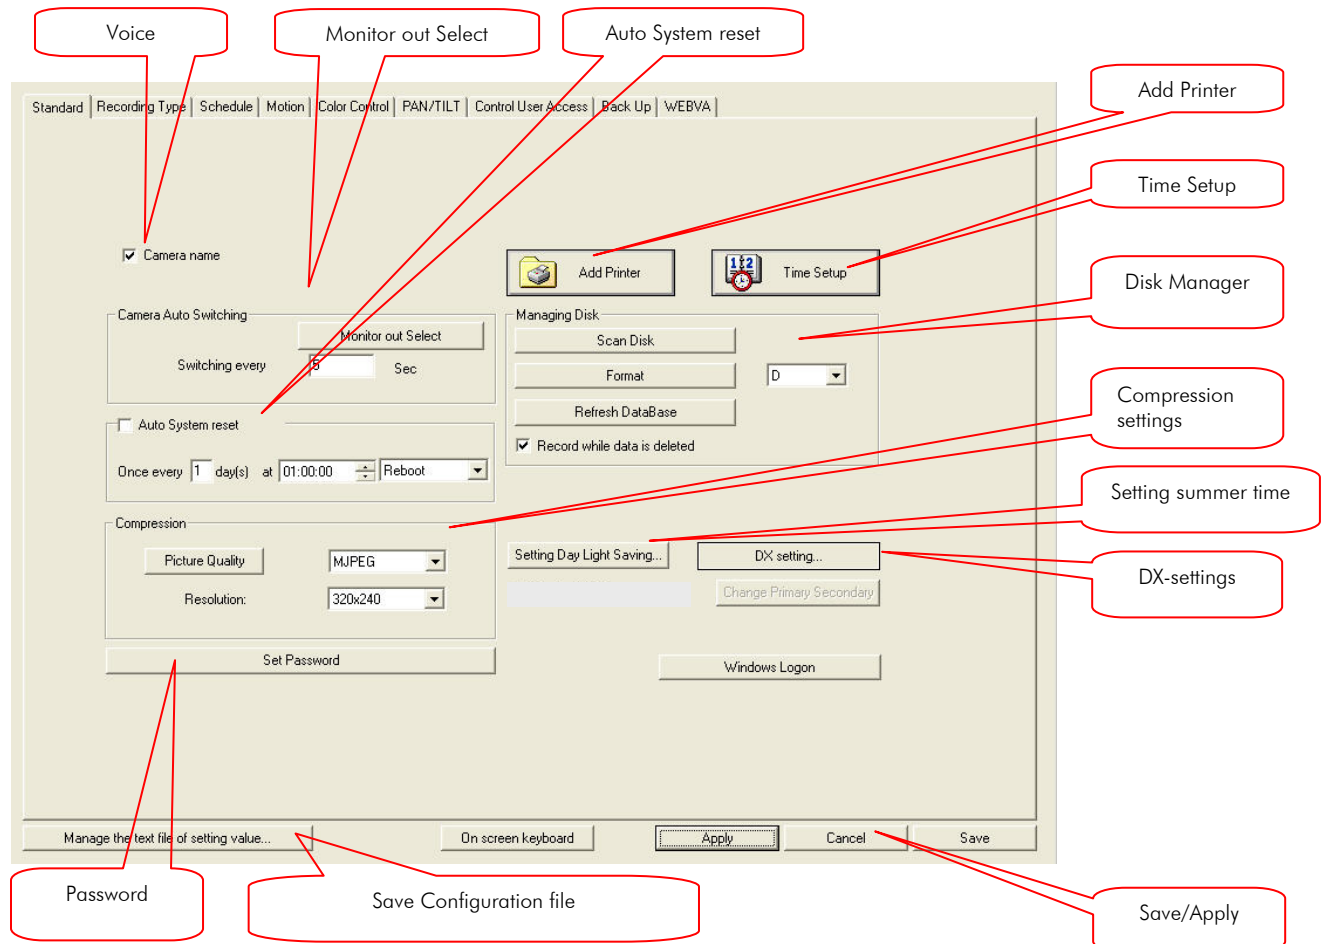 Voice
Monitor out Select
Auto System reset
Add Printer
Standard
Recording Type
Schedule
Motion
Color Control
PAN/TILT
Control User Access
Back Up
WEBVA
Time Setup
Camera name
Add Printer
Time Setup
Disk Manager
Camera Auto Switching
Monitor out Select
Switching every 5 Sec
Managing Disk
Scan Disk
Format
D
Refresh DataBase
Record while data is deleted
Compression
settings
Auto System reset
Once every 1 day(s) at 01:00:00 Reboot
Setting summer time
Compression
Picture Quality
MJPEG
Resolution:
320x240
Setting Day Light Saving...
DX setting...
Change Primary Secondary
DX-settings
Set Password
Windows Logon
Manage the text file of setting value...
On screen keyboard
Apply
Cancel
Save
Password
Save Configuration file
Save/Apply